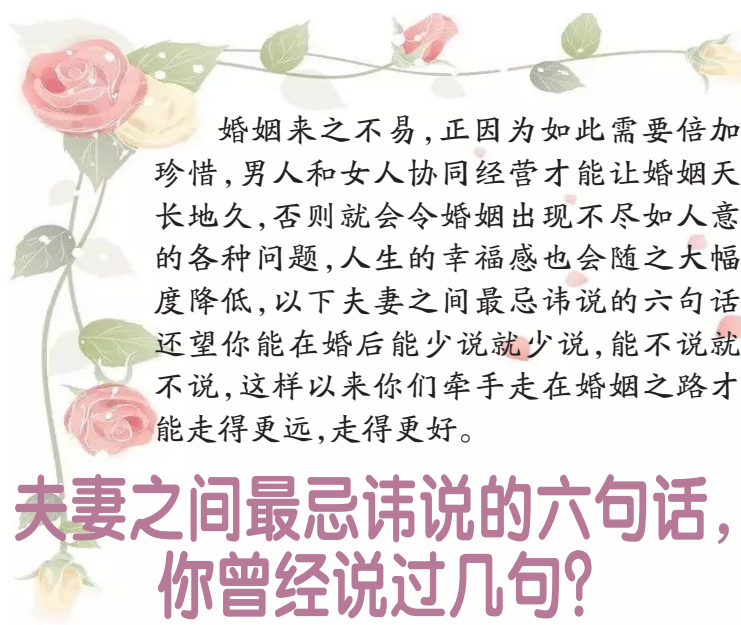 婚姻来之不易,正因为如此需要倍加
珍惜,男人和女人协同经营才能让婚姻天
长地久,否则就会令婚姻出现不尽如人意
的各种问题,人生的幸福感也会随之大幅
度降低,以下夫妻之间最忌讳说的六句话
还望你能在婚后能少说就少说,能不说就
不说,这样以来你们牵手走在婚姻之路才
能走得更远,走得更好。
夫妻之间最忌讳说的六句话，
你曾经说过几句？